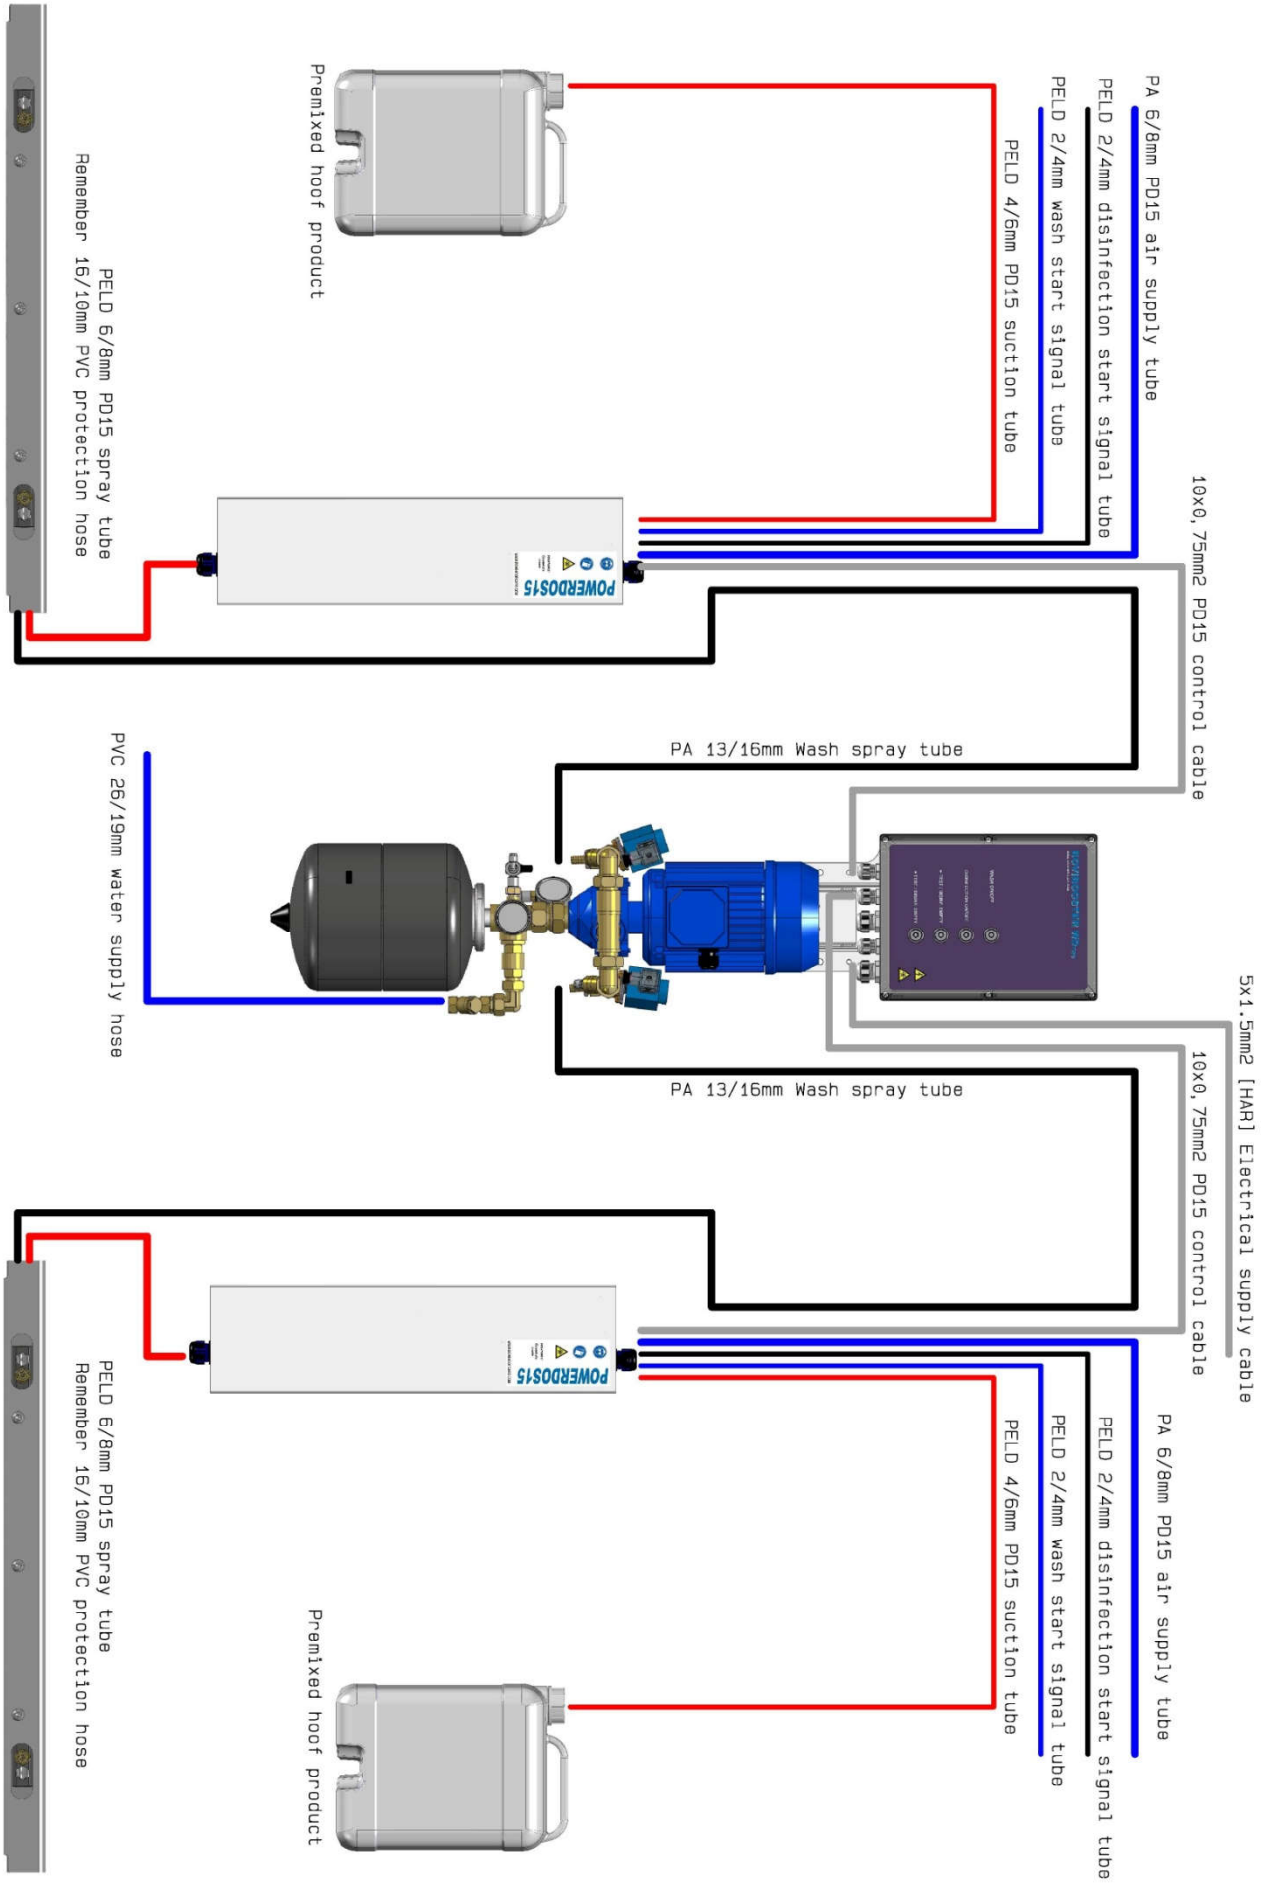 5x1.5mm2 [HAR] Electrical supply cable
10x0,75mm2 PD15 control cable
10x0,75mm2 PD15 control cable
PA 6/8mm PD15 air supply tube
PELD 2/4mm disinfection start signal tube
PELD 2/4mm wash start signal tube
PELD 4/6mm PD15 suction tube
PA 6/8mm PD15 air supply tube
PELD 2/4mm disinfection start signal tube
PELD 2/4mm wash start signal tube
PELD 4/6mm PD15 suction tube
PA 13/16mm Wash spray tube
PA 13/16mm Wash spray tube
POWERDOS15
POWERDOS15
Premixed hoof product
Premixed hoof product
PVC 26/19mm water supply hose
PELD 6/8mm PD15 spray tube
Remember 16/10mm PVC protection hose
PELD 6/8mm PD15 spray tube
Remember 16/10mm PVC protection hose